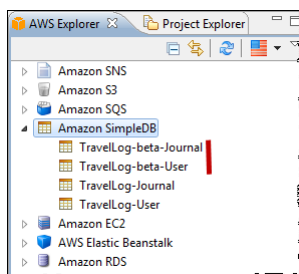 AWS Explorer
Project Explorer
Amazon SNS
Amazon S3
Amazon SQS
Amazon SimpleDB
TravelLog-beta-Journal
TravelLog-beta-User
TravelLog-Journal
TravelLog-User
Amazon EC2
AWS Elastic Beanstalk
Amazon RDS